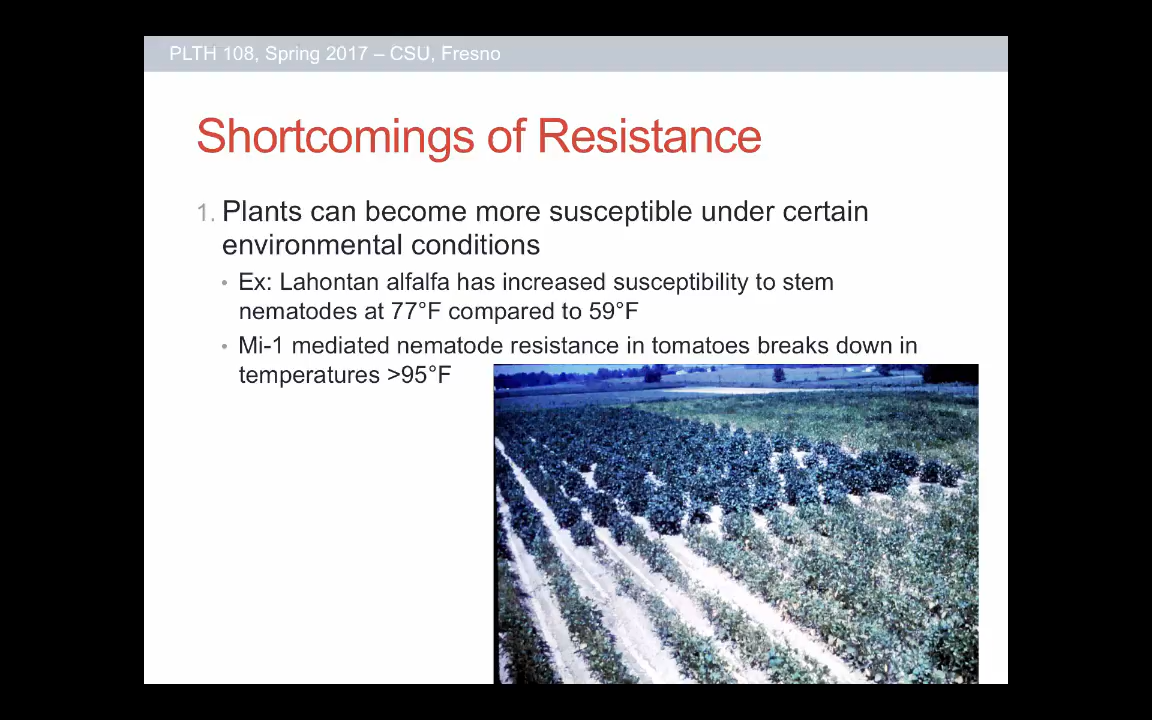 PLTH 108, Spring 2017 – CSU, Fresno
Shortcomings of Resistance
1. Plants can become more susceptible under certain
environmental conditions
• Ex: Lahontan alfalfa has increased susceptibility to stem
nematodes at 77°F compared to 59°F
• Mi-1 mediated nematode resistance in tomatoes breaks down in
temperatures >95°F